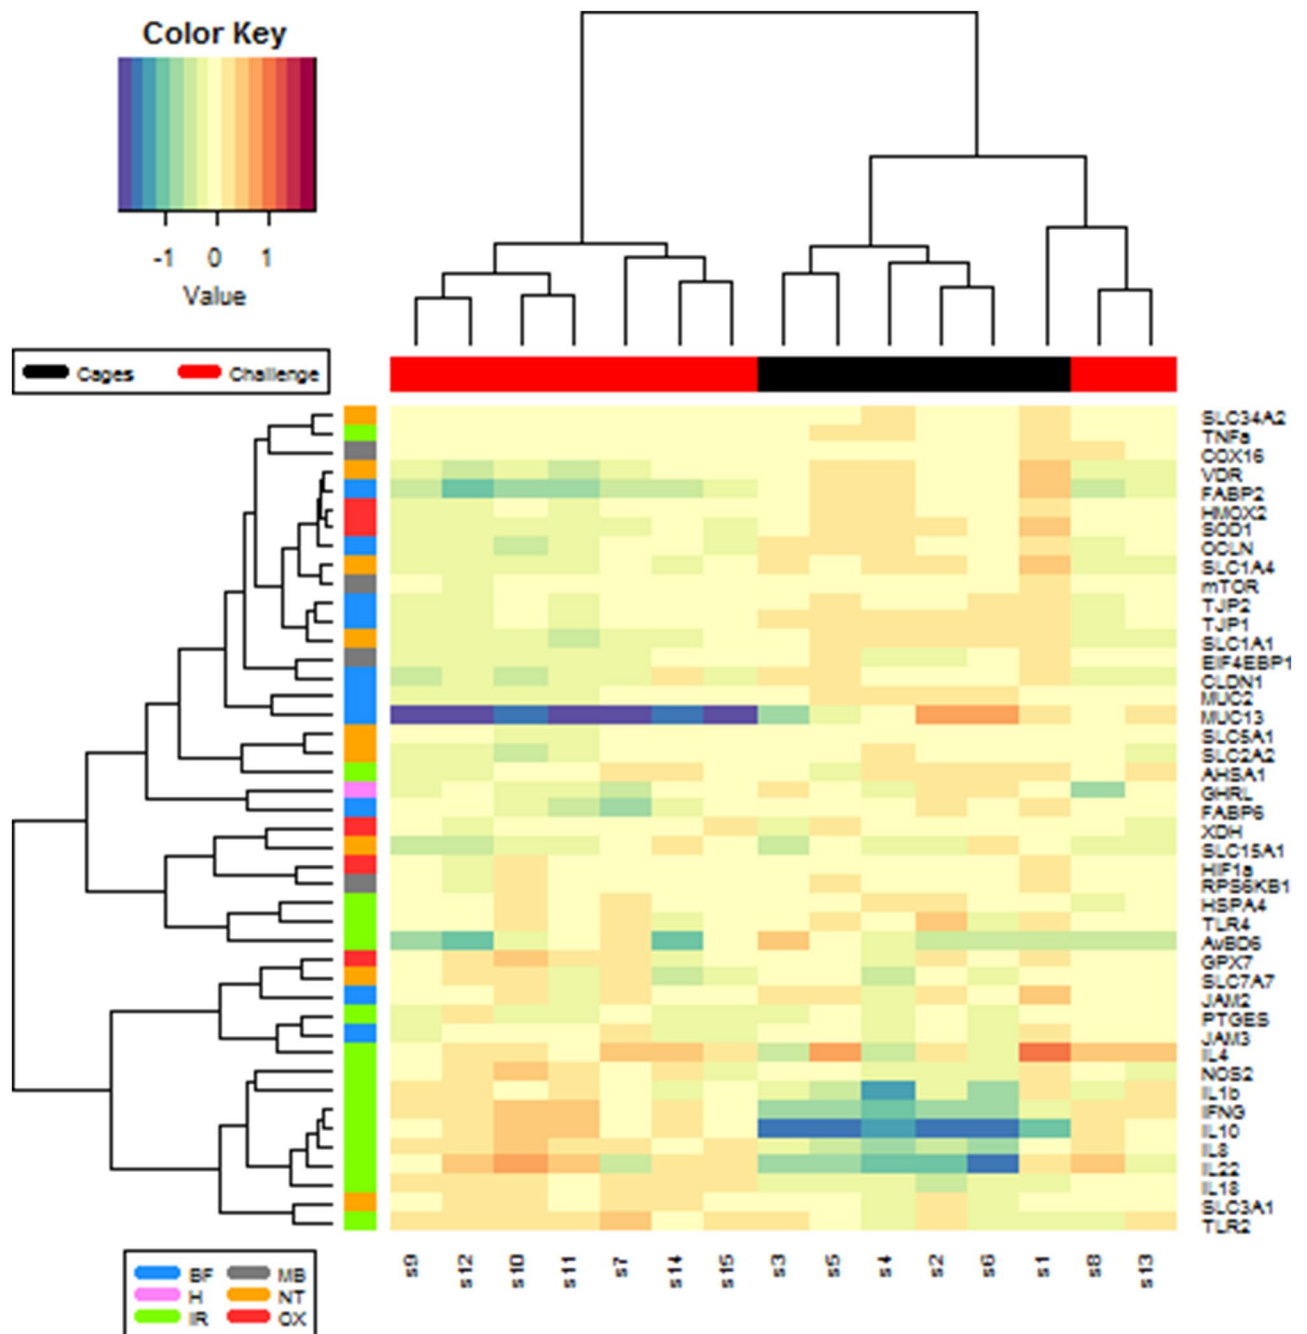 Color Key
-1 0 1
Value
Cages Challenge
SLC34A2
TNFa
COX16
VDR
FABP2
HMOX2
SOD1
OCLN
SLC1A4
mTOR
TJP2
TJP1
SLC1A1
EIF4EBP1
CLDN1
MUC2
MUC13
SLC5A1
SLC2A2
AHSA1
GHRL
FABP6
XDH
SLC15A1
HIF1a
RPS6KB1
HSPA4
TLR4
AvBD6
GPX7
SLC7A7
JAM2
PTGES
JAM3
IL4
NOS2
IL1b
IFNG
IL10
IL8
IL22
IL18
SLC3A1
TLR2
s9 s12 s10 s11 s7 s14 s15 s3 s5 s4 s2 s6 s1 s8 s13
BF MB
H NT
IR OX